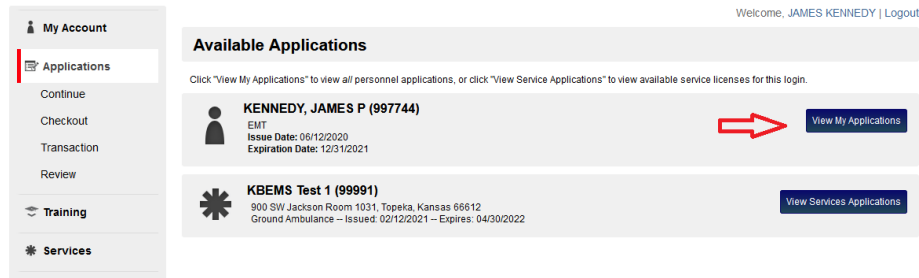 Welcome, JAMES KENNEDY | Logout
My Account
Applications
Continue
Checkout
Transaction
Review
Training
Services
Available Applications
Click "View My Applications" to view all personnel applications, or click "View Service Applications" to view available service licenses for this login.
KENNEDY, JAMES P (997744)
EMT
Issue Date: 06/12/2020
Expiration Date: 12/31/2021
View My Applications
KBEMS Test 1 (99991)
900 SW Jackson Room 1031, Topeka, Kansas 66612
Ground Ambulance -- Issued: 02/12/2021 -- Expires: 04/30/2022
View Services Applications